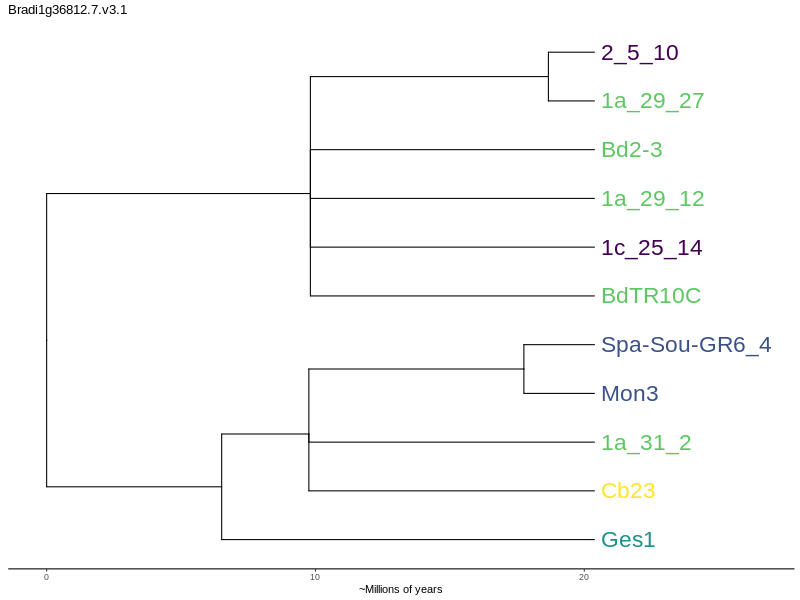 Bradi1g36812.7.v3.1
2_5_10
1a_29_27
Bd2-3
1a_29_12
1c_25_14
BdTR10C
Spa-Sou-GR6_4
Mon3
1a_31_2
Cb23
Ges1
0 10 20
~Millions of years